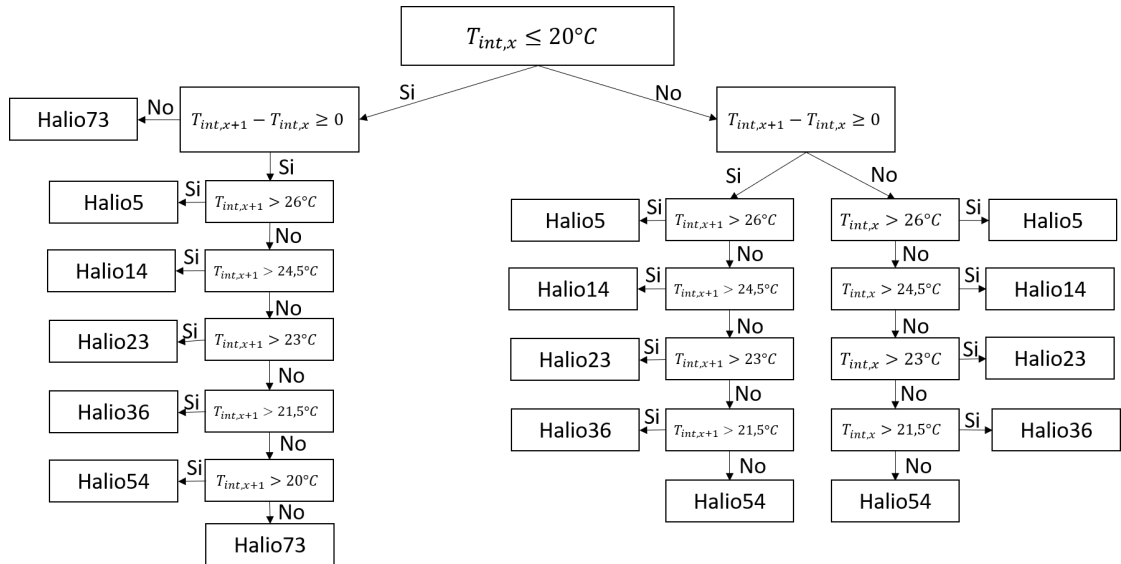 T_{int,x} ≤ 20°C
Si
No
Halio73
No
T_{int,x+1} − T_{int,x} ≥ 0
Si
Halio5
Si
T_{int,x+1} > 26°C
No
Halio14
Si
T_{int,x+1} > 24,5°C
No
Halio23
Si
T_{int,x+1} > 23°C
No
Halio36
Si
T_{int,x+1} > 21,5°C
No
Halio54
Si
T_{int,x+1} > 20°C
No
Halio73
T_{int,x+1} − T_{int,x} ≥ 0
Si
No
Halio5
Si
T_{int,x+1} > 26°C
No
Halio14
Si
T_{int,x+1} > 24,5°C
No
Halio23
Si
T_{int,x+1} > 23°C
No
Halio36
Si
T_{int,x+1} > 21,5°C
No
Halio54
T_{int,x} > 26°C
Si
Halio5
No
T_{int,x} > 24,5°C
Si
Halio14
No
T_{int,x} > 23°C
Si
Halio23
No
T_{int,x} > 21,5°C
Si
Halio36
No
Halio54